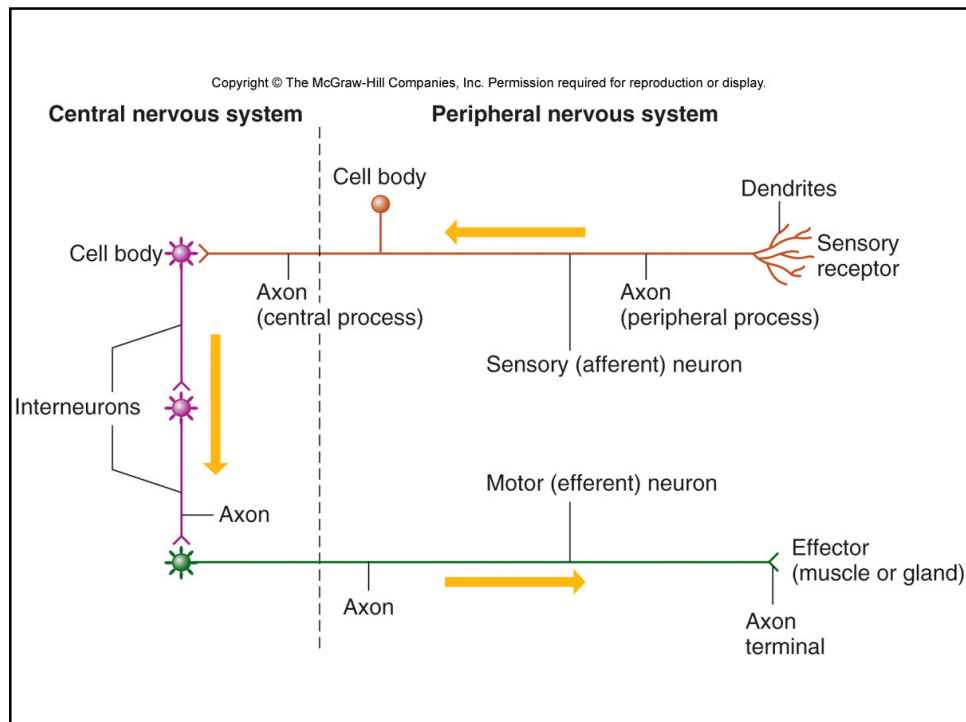 Copyright © The McGraw-Hill Companies, Inc. Permission required for reproduction or display.
Central nervous system
Peripheral nervous system
Cell body
Dendrites
Cell body
Sensory
receptor
Axon
(central process)
Axon
(peripheral process)
Sensory (afferent) neuron
Interneurons
Motor (efferent) neuron
Axon
Effector
(muscle or gland)
Axon
Axon
terminal